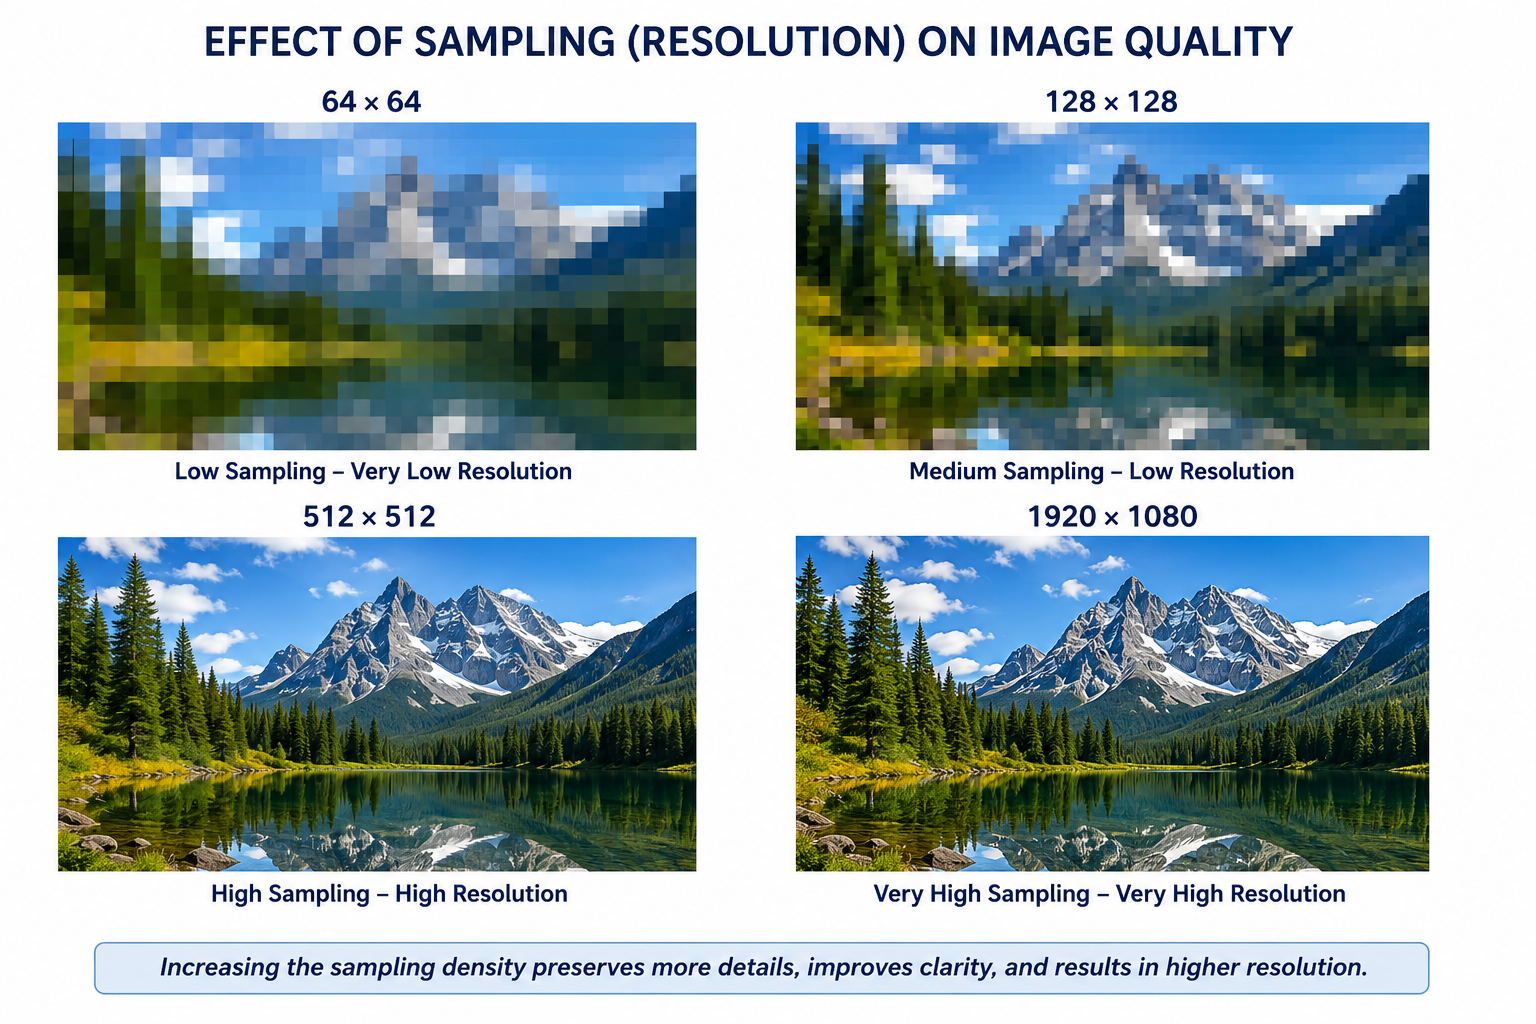 EFFECT OF SAMPLING (RESOLUTION) ON IMAGE QUALITY
64 × 64
128 × 128
Low Sampling – Very Low Resolution
Medium Sampling – Low Resolution
512 × 512
1920 × 1080
High Sampling – High Resolution
Very High Sampling – Very High Resolution
Increasing the sampling density preserves more details, improves clarity, and results in higher resolution.